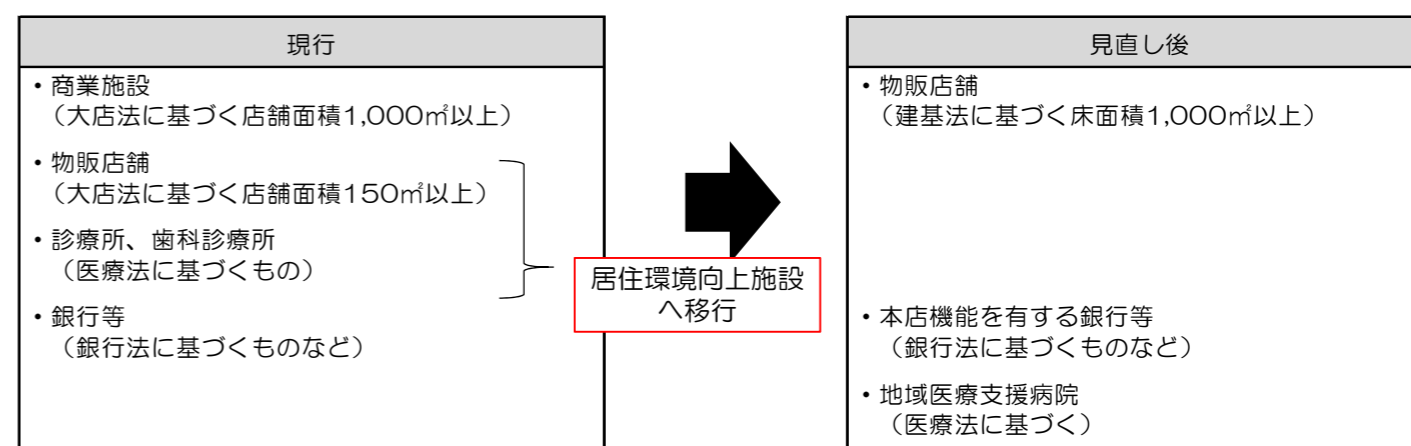 現行
・商業施設
（大店法に基づく店舗面積1,000㎡以上）
・物販店舗
（大店法に基づく店舗面積150㎡以上）
・診療所、歯科診療所
（医療法に基づくもの）
・銀行等
（銀行法に基づくものなど）
居住環境向上施設
へ移行
見直し後
・物販店舗
（建基法に基づく床面積1,000㎡以上）
・本店機能を有する銀行等
（銀行法に基づくものなど）
・地域医療支援病院
（医療法に基づく）